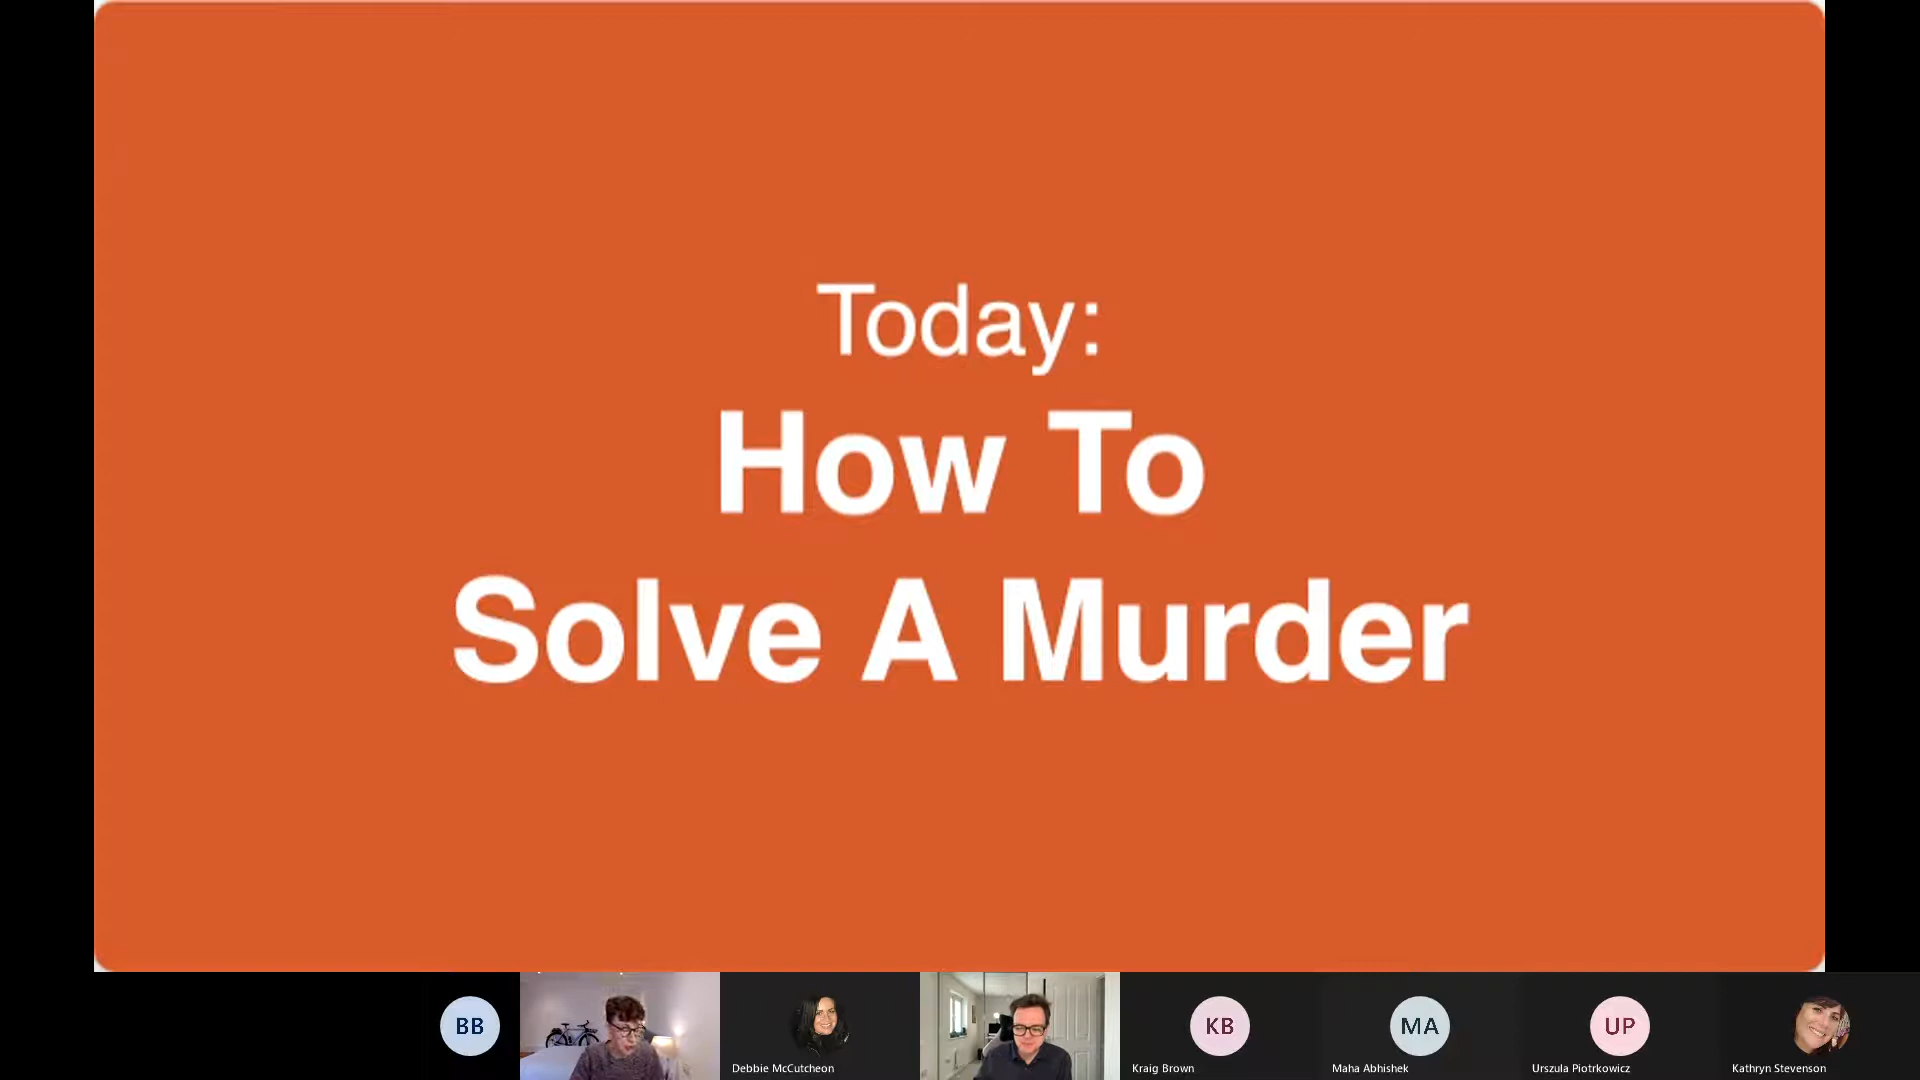 Today:
How To
Solve A Murder
BB
Debbie McCutcheon
KB
Kraig Brown
MA
Maha Abhishek
UP
Urszula Piotrkowicz
Kathryn Stevenson